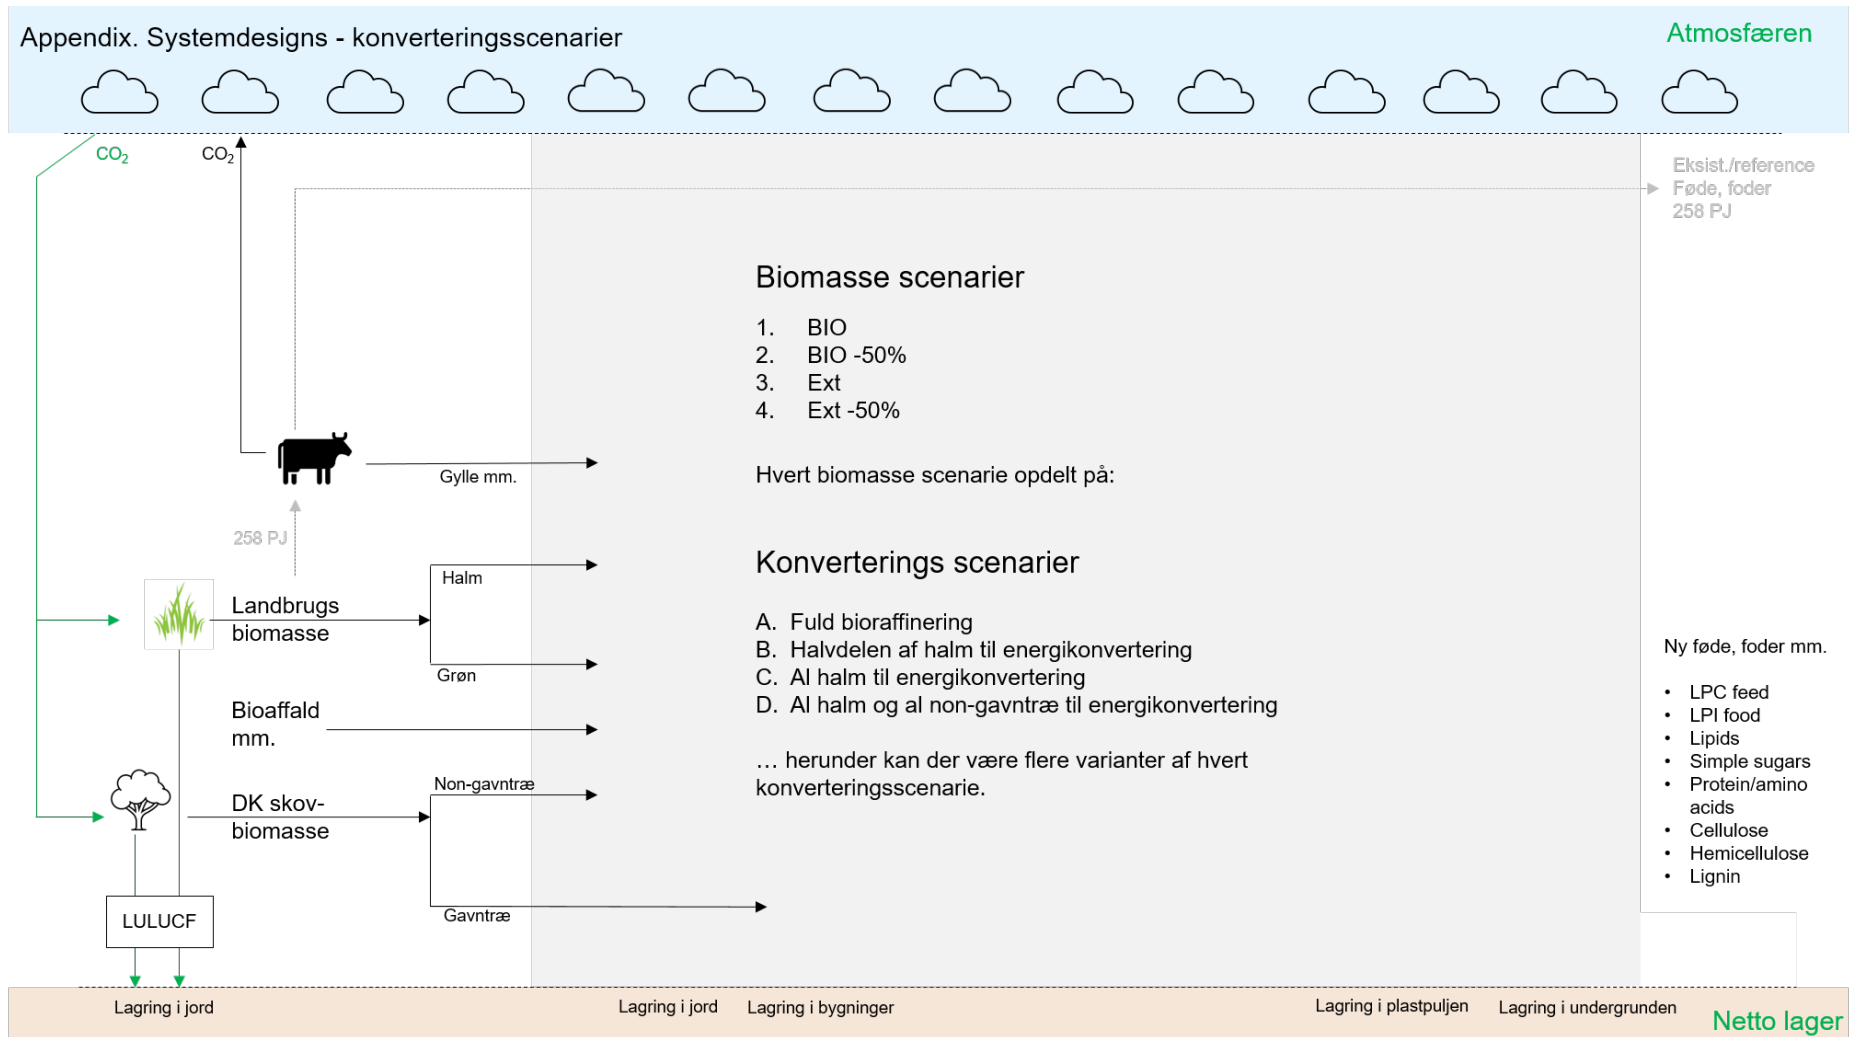 Appendix. Systemdesigns - konverteringsscenarier
Atmosfæren
CO₂
CO₂
Eksist./reference
Føde, foder
258 PJ
Biomasse scenarier
1. BIO
2. BIO -50%
3. Ext
4. Ext -50%
Hvert biomasse scenarie opdelt på:
Gylle mm.
258 PJ
Konverterings scenarier
A. Fuld bioraffinering
B. Halvdelen af halm til energikonvertering
C. Al halm til energikonvertering
D. Al halm og al non-gavntræ til energikonvertering
… herunder kan der være flere varianter af hvert
konverteringsscenarie.
Halm
Landbrugs
biomasse
Grøn
Bioaffald
mm.
Non-gavntræ
DK skov-
biomasse
Gavntræ
LULUCF
Ny føde, foder mm.
• LPC feed
• LPI food
• Lipids
• Simple sugars
• Protein/amino
acids
• Cellulose
• Hemicellulose
• Lignin
Lagring i jord
Lagring i jord
Lagring i bygninger
Lagring i plastpuljen
Lagring i undergrunden
Netto lager